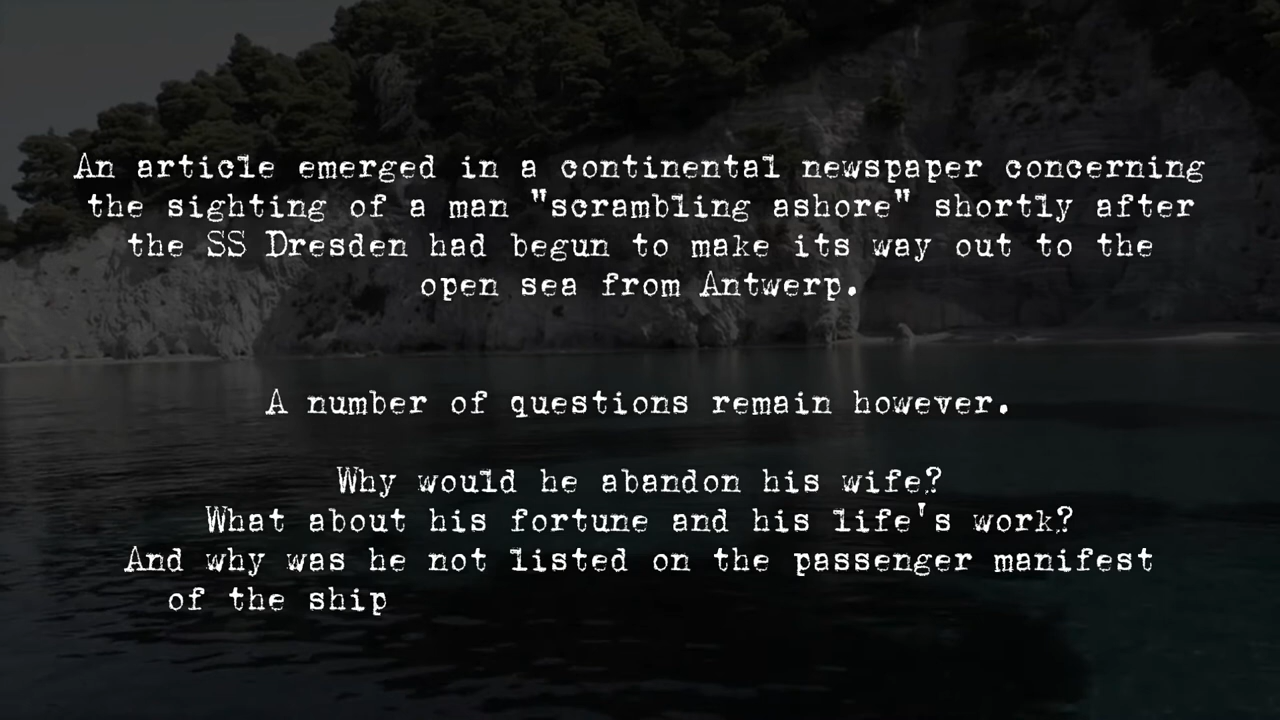 An article emerged in a continental newspaper concerning
the sighting of a man "scrambling ashore" shortly after
the SS Dresden had begun to make its way out to the
open sea from Antwerp.
A number of questions remain however.
Why would he abandon his wife?
What about his fortune and his life's work?
And why was he not listed on the passenger manifest
of the ship